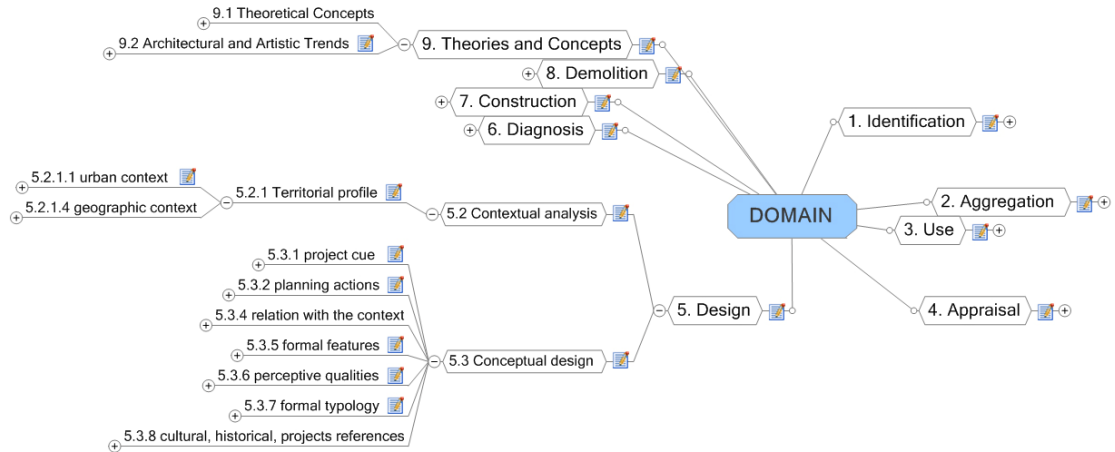 9.1 Theoretical Concepts
9.2 Architectural and Artistic Trends
9. Theories and Concepts
8. Demolition
7. Construction
6. Diagnosis
1. Identification
5.2.1.1 urban context
5.2.1.4 geographic context
5.2.1 Territorial profile
5.2 Contextual analysis
DOMAIN
2. Aggregation
3. Use
5.3.1 project cue
5.3.2 planning actions
5.3.4 relation with the context
5.3.5 formal features
5.3.6 perceptive qualities
5.3.7 formal typology
5.3.8 cultural, historical, projects references
5.3 Conceptual design
5. Design
4. Appraisal